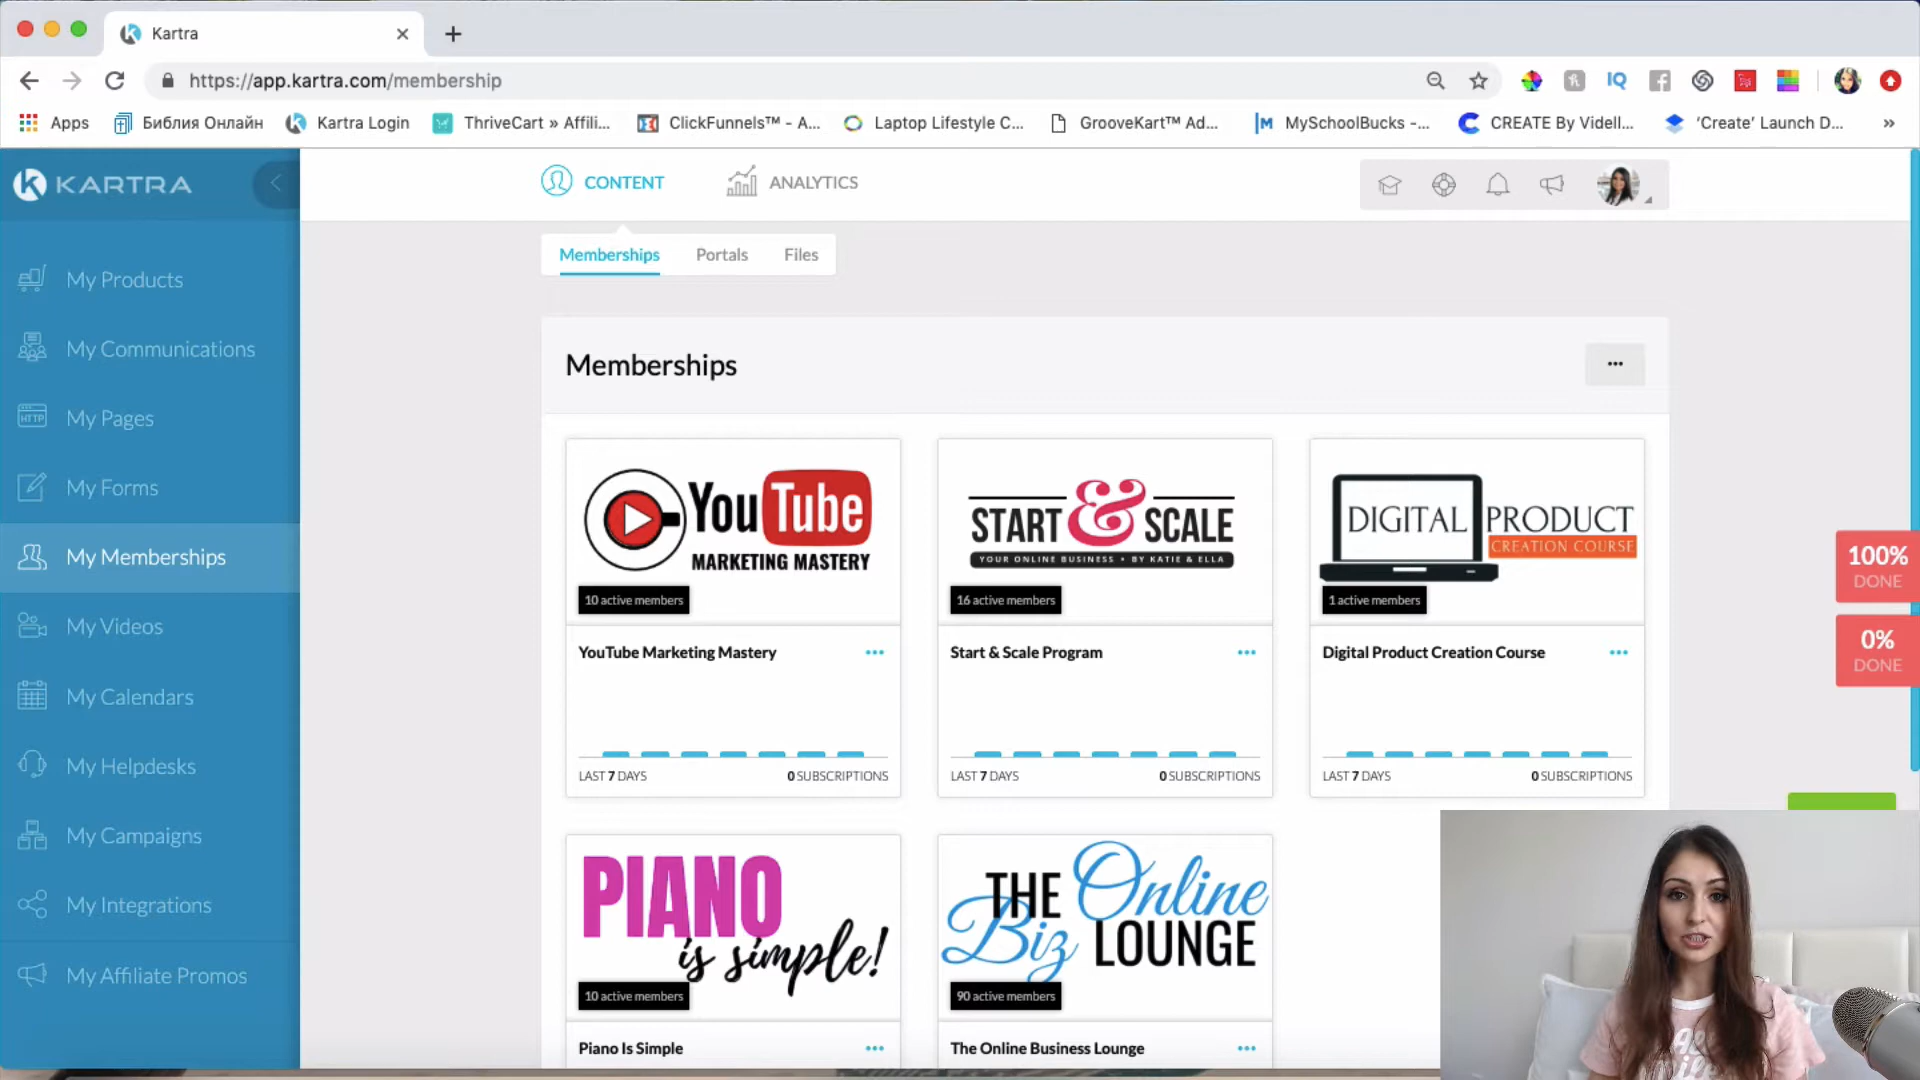 Kartra
https://app.kartra.com/membership
IQ
Apps
Библия Онлайн
Kartra Login
ThriveCart » Affili...
ClickFunnels™ - A...
Laptop Lifestyle C...
GrooveKart™ Ad...
MySchoolBucks -...
CREATE By Videll...
'Create' Launch D...
»
KARTRA
CONTENT
ANALYTICS
Memberships
Portals
Files
My Products
My Communications
HTTP
My Pages
My Forms
My Memberships
My Videos
My Calendars
My Helpdesks
My Campaigns
My Integrations
My Affiliate Promos
Memberships
YouTube
MARKETING MASTERY
10 active members
YouTube Marketing Mastery
LAST 7 DAYS
0 SUBSCRIPTIONS
START & SCALE
YOUR ONLINE BUSINESS • BY KATIE & ELLA
16 active members
Start & Scale Program
LAST 7 DAYS
0 SUBSCRIPTIONS
DIGITAL PRODUCT
CREATION COURSE
1 active members
Digital Product Creation Course
LAST 7 DAYS
0 SUBSCRIPTIONS
PIANO
is simple!
10 active members
Piano Is Simple
THE Online
Biz LOUNGE
90 active members
The Online Business Lounge
100%
DONE
0%
DONE